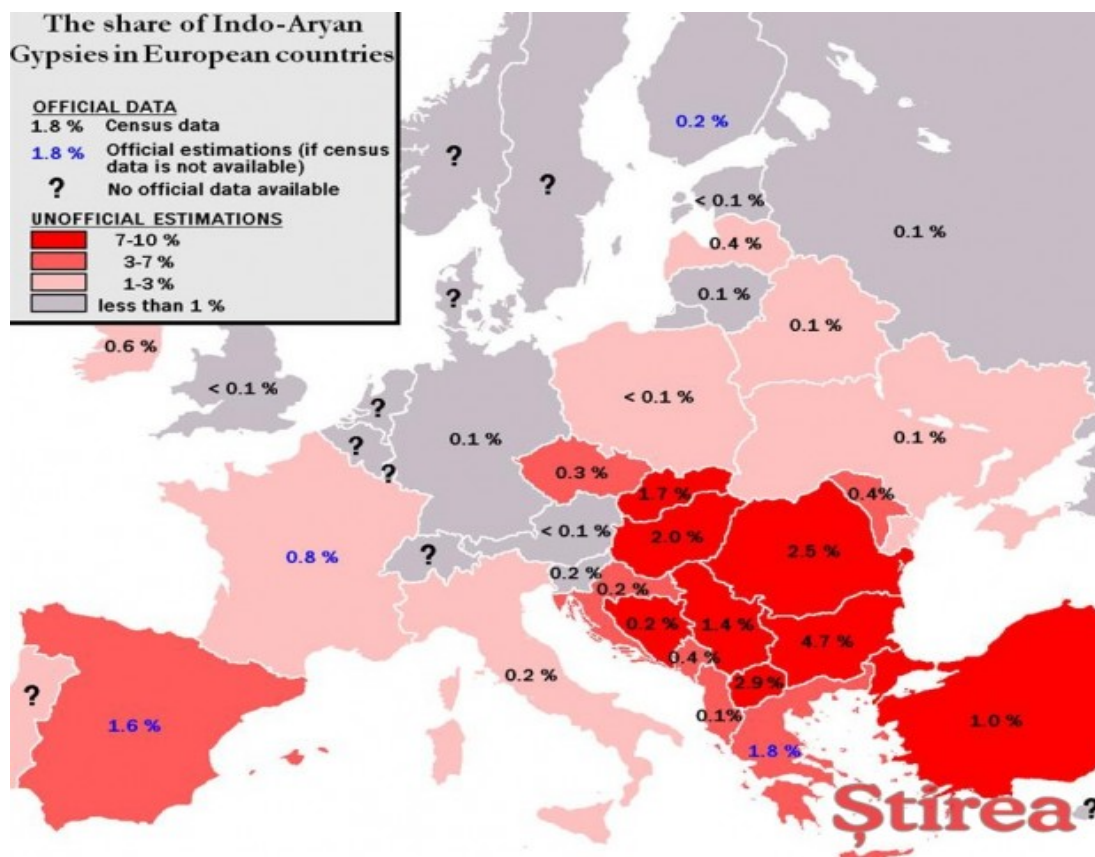 The share of Indo-Aryan
Gypsies in European countries
OFFICIAL DATA
1.8 % Census data
1.8 % Official estimations (if census
data is not available)
? No official data available
UNOFFICIAL ESTIMATIONS
7-10 %
3-7 %
1-3 %
less than 1 %
0.2 %
?
?
< 0.1 %
0.1 %
0.4 %
?
0.1 %
0.6 %
0.1 %
< 0.1 %
?
< 0.1 %
?
?
0.1 %
0.1 %
0.3 %
1.7 %
0.4%
< 0.1 %
2.0 %
0.8 %
?
2.5 %
0.2 %
0.2 %
0.2 %
1.4 %
4.7 %
0.4 %
0.2 %
2.9 %
?
0.1%
1.6 %
1.8 %
1.0 %
Știrea
?